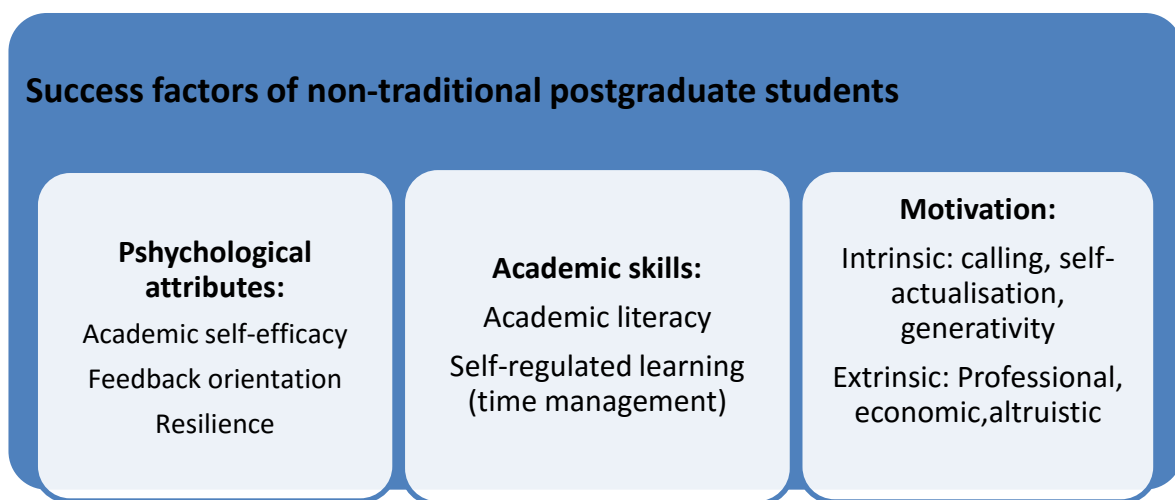 Success factors of non-traditional postgraduate students
Pshychological
attributes:
Academic self-efficacy
Feedback orientation
Resilience
Academic skills:
Academic literacy
Self-regulated learning
(time management)
Motivation:
Intrinsic: calling, self-
actualisation,
generativity
Extrinsic: Professional,
economic,altruistic